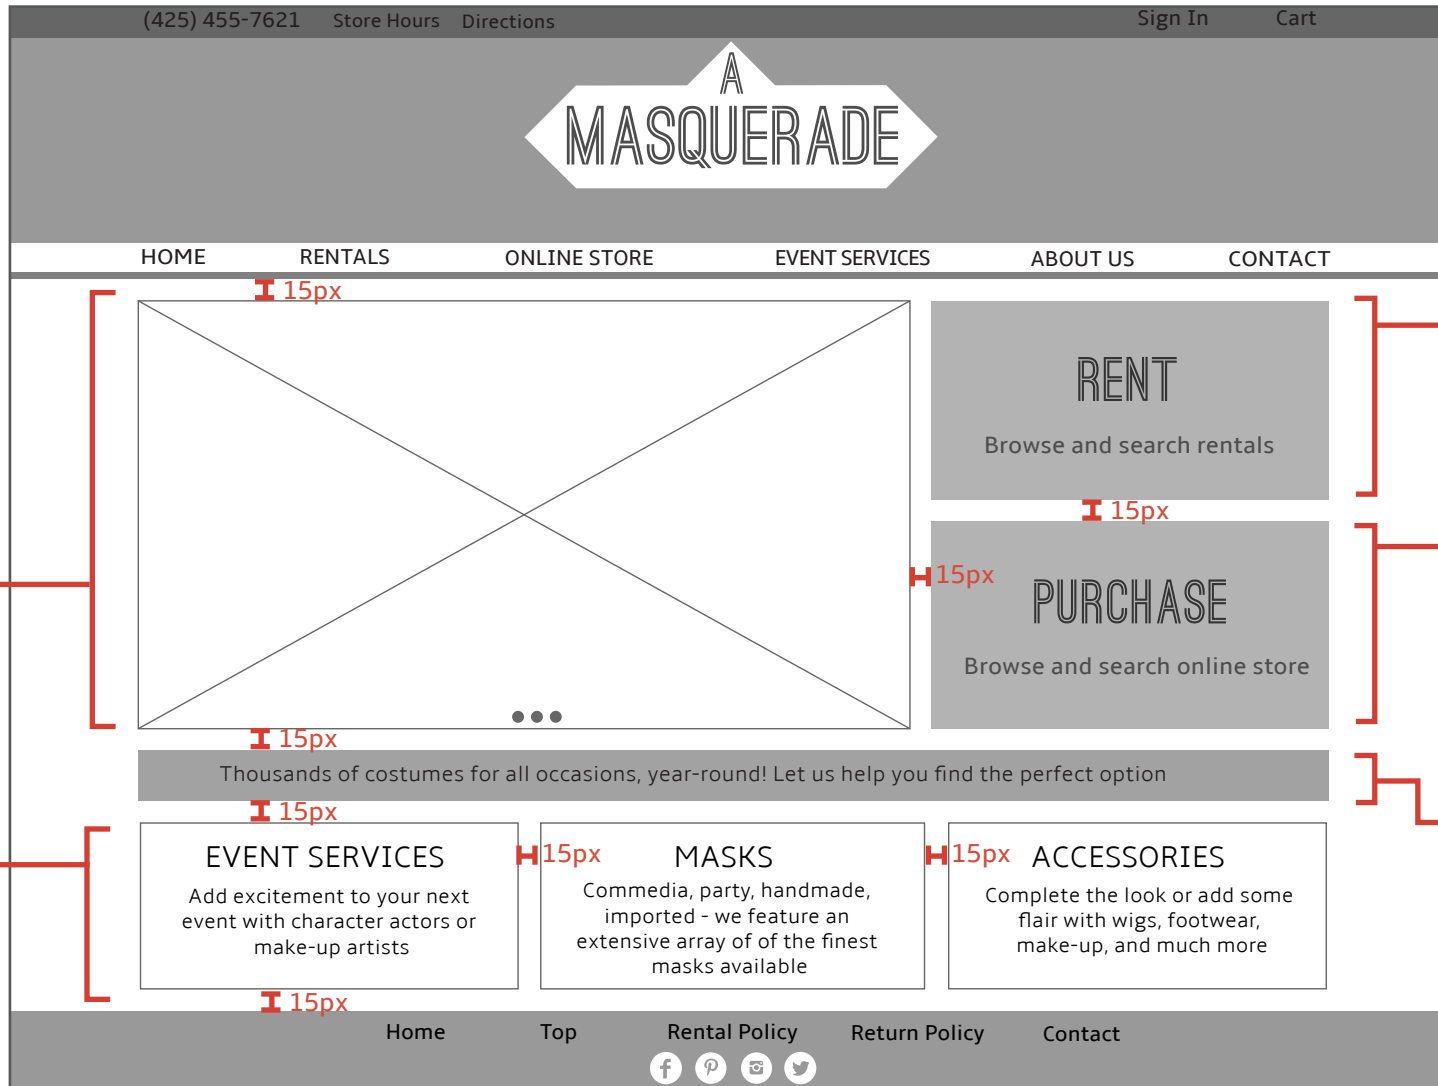 (425) 455-7621 Store Hours Directions Sign In Cart
A
MASQUERADE
HOME RENTALS ONLINE STORE EVENT SERVICES ABOUT US CONTACT
15px
RENT
Browse and search rentals
15px
15px
PURCHASE
Browse and search online store
15px
Thousands of costumes for all occasions, year-round! Let us help you find the perfect option
15px
EVENT SERVICES
Add excitement to your next
event with character actors or
make-up artists
15px
MASKS
Commedia, party, handmade,
imported - we feature an
extensive array of of the finest
masks available
15px
ACCESSORIES
Complete the look or add some
flair with wigs, footwear,
make-up, and much more
15px
Home Top Rental Policy Return Policy Contact